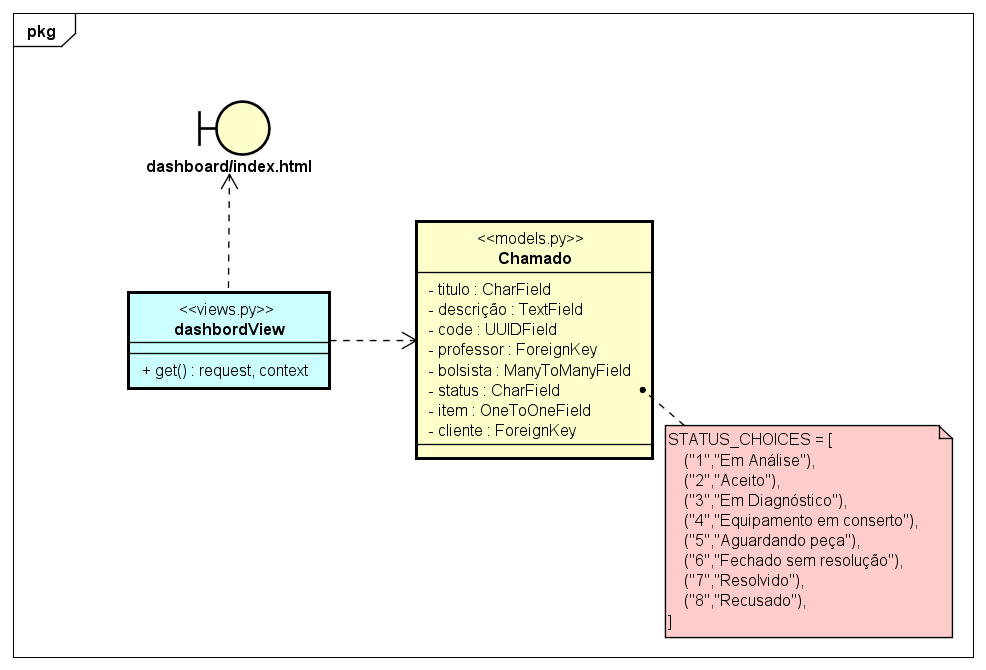 pkg
dashboard/index.html
<<views.py>>
dashbordView
+ get() : request, context
<<models.py>>
Chamado
- titulo : CharField
- descrição : TextField
- code : UUIDField
- professor : ForeignKey
- bolsista : ManyToManyField
- status : CharField
- item : OneToOneField
- cliente : ForeignKey
STATUS_CHOICES = [
("1","Em Análise"),
("2","Aceito"),
("3","Em Diagnóstico"),
("4","Equipamento em conserto"),
("5","Aguardando peça"),
("6","Fechado sem resolução"),
("7","Resolvido"),
("8","Recusado"),
]